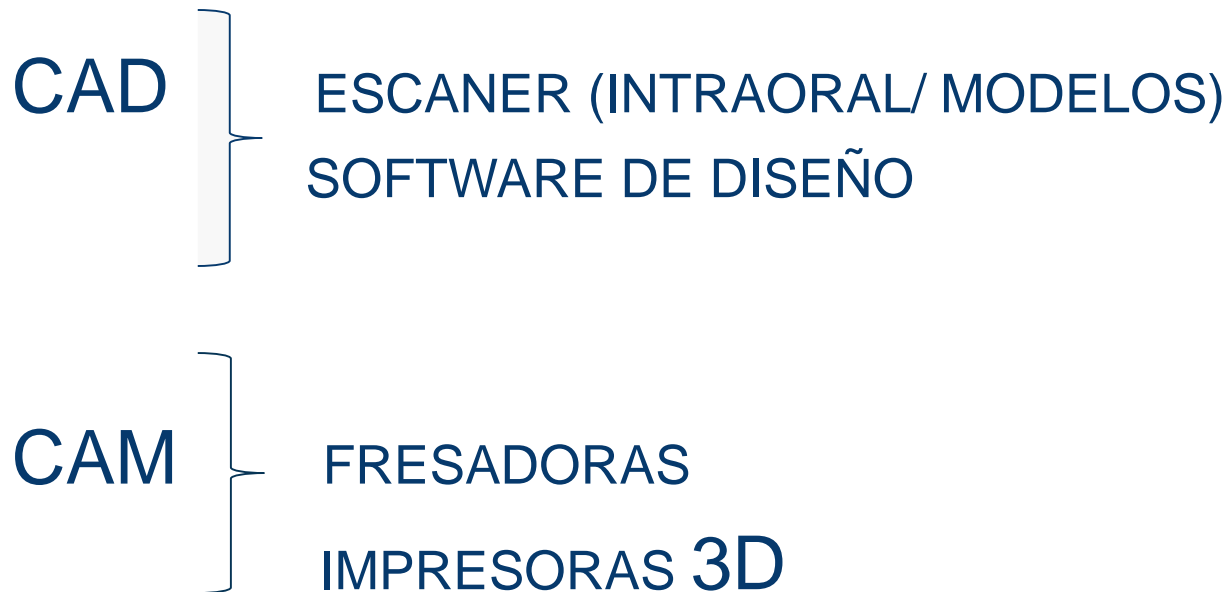 CAD
ESCANER (INTRAORAL/ MODELOS)
SOFTWARE DE DISEÑO
CAM
FRESADORAS
IMPRESORAS 3D